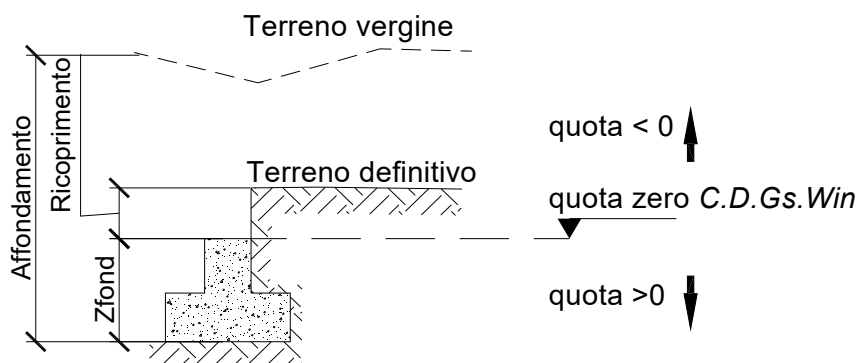 Terreno vergine
Affondamento
Ricoprimento
quota < 0
Terreno definitivo
quota zero C.D.Gs.Win
Zfond
quota >0